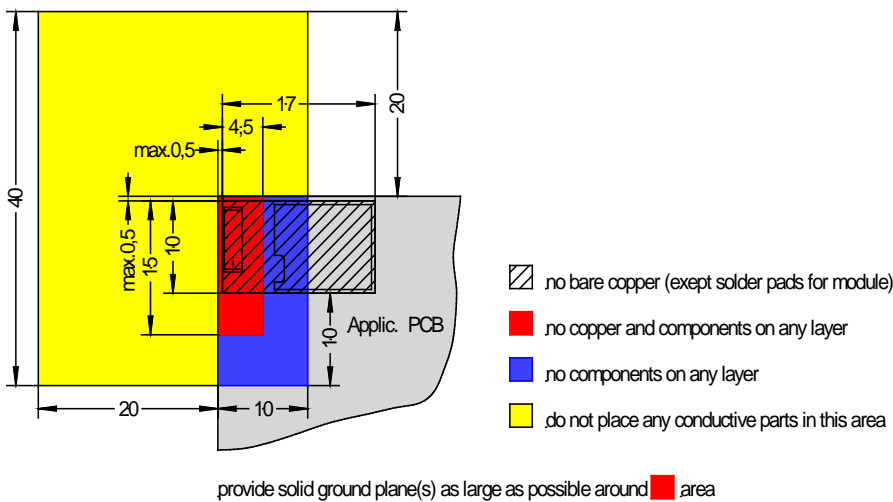 17
20
4,5
max.0,5
40
max.0,5
15
10
10
Applic. PCB
20
10
no bare copper (exept solder pads for module)
no copper and components on any layer
no components on any layer
do not place any conductive parts in this area
provide solid ground plane(s) as large as possible around area